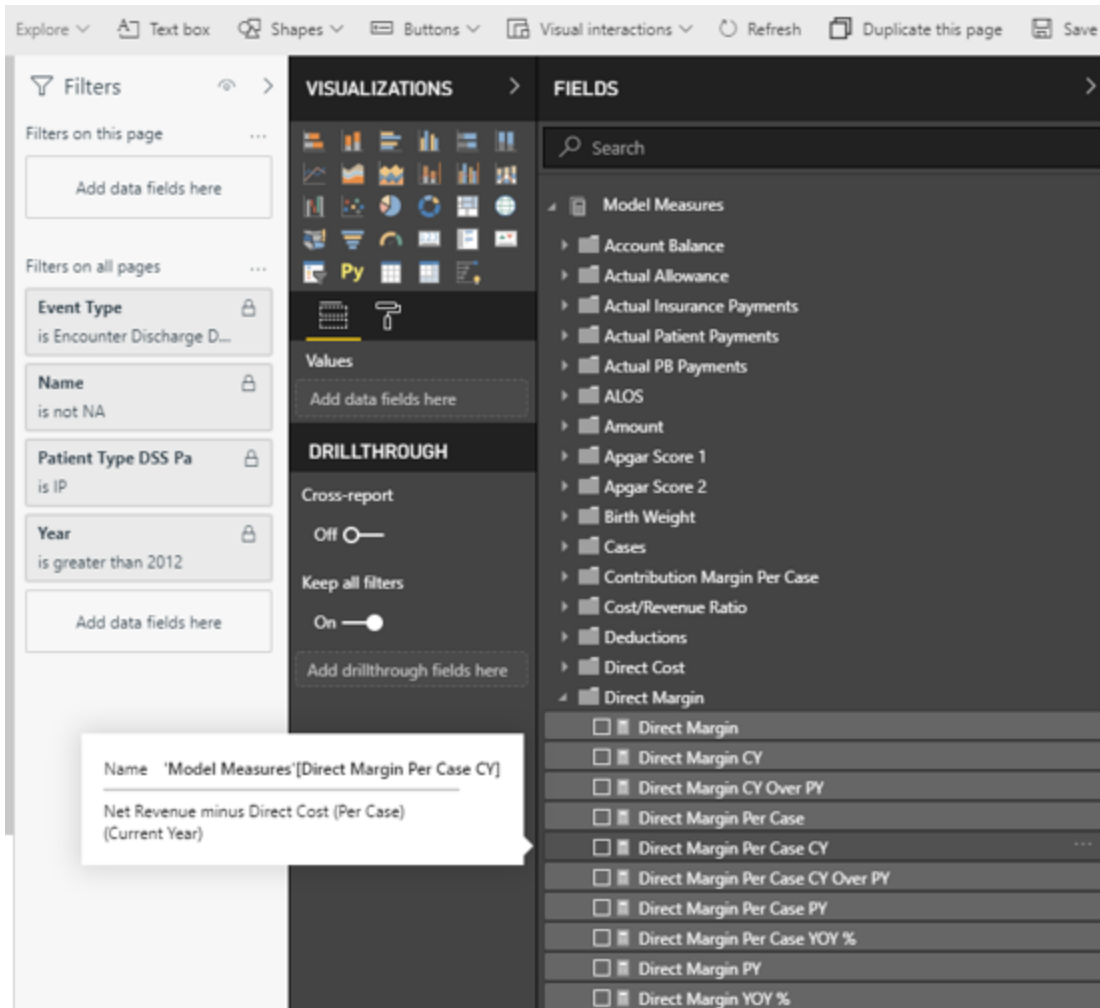 Explore
Text box
Shapes
Buttons
Visual interactions
Refresh
Duplicate this page
Save
Filters
Filters on this page
...
Add data fields here
Filters on all pages
...
Event Type
is Encounter Discharge D...
Name
is not NA
Patient Type DSS Pa
is IP
Year
is greater than 2012
Add data fields here
VISUALIZATIONS
Py
Values
Add data fields here
DRILLTHROUGH
Cross-report
Off
Keep all filters
On
Add drillthrough fields here
Name 'Model Measures'[Direct Margin Per Case CY]
Net Revenue minus Direct Cost (Per Case)
(Current Year)
FIELDS
Search
Model Measures
Account Balance
Actual Allowance
Actual Insurance Payments
Actual Patient Payments
Actual PB Payments
ALOS
Amount
Apgar Score 1
Apgar Score 2
Birth Weight
Cases
Contribution Margin Per Case
Cost/Revenue Ratio
Deductions
Direct Cost
Direct Margin
Direct Margin
Direct Margin CY
Direct Margin CY Over PY
Direct Margin Per Case
Direct Margin Per Case CY
...
Direct Margin Per Case CY Over PY
Direct Margin Per Case PY
Direct Margin Per Case YOY %
Direct Margin PY
Direct Margin YOY %